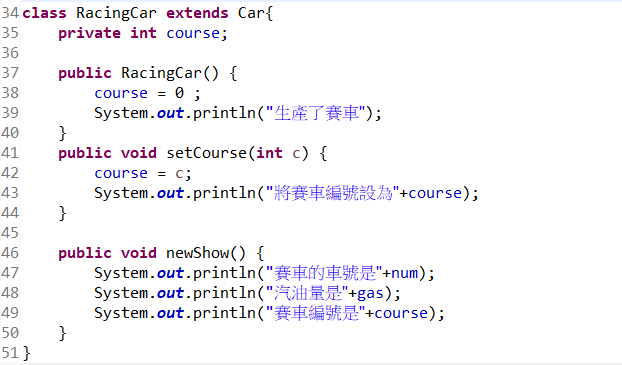 34 class RacingCar extends Car{
35     private int course;
36
37     public RacingCar() {
38         course = 0 ;
39         System.out.println("生產了賽車");
40     }
41     public void setCourse(int c) {
42         course = c;
43         System.out.println("將賽車編號設為"+course);
44     }
45
46     public void newShow() {
47         System.out.println("賽車的車號是"+num);
48         System.out.println("汽油量是"+gas);
49         System.out.println("賽車編號是"+course);
50     }
51 }